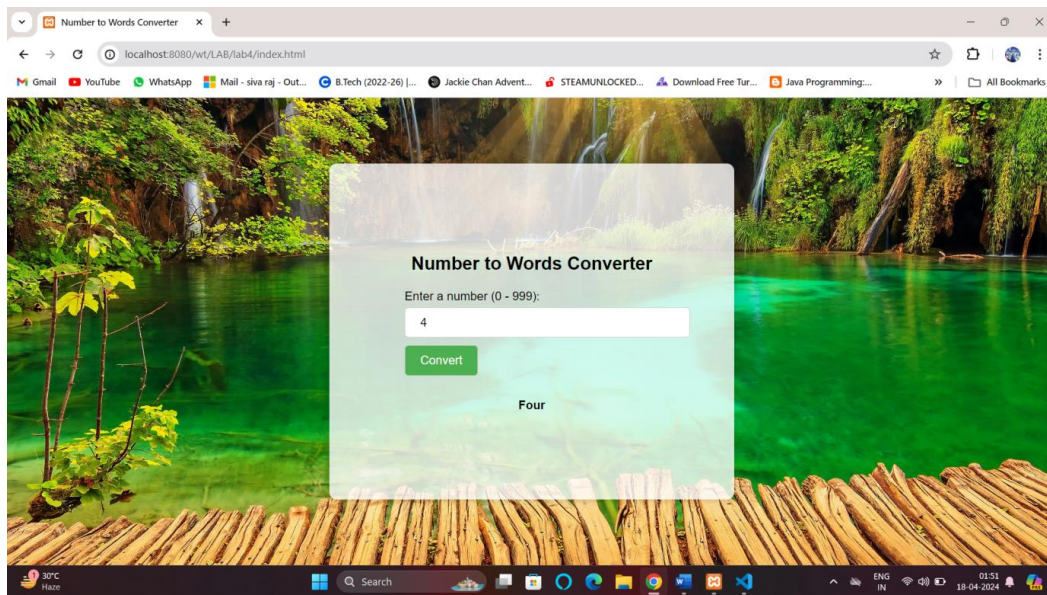 Number to Words Converter
localhost:8080/wt/LAB/lab4/index.html
Gmail YouTube WhatsApp Mail - siva raj - Out... B.Tech (2022-26) |... Jackie Chan Advent... STEAMUNLOCKED... Download Free Tur... Java Programming:... » All Bookmarks
Number to Words Converter
Enter a number (0 - 999):
4
Convert
Four
1
30°C
Haze
Search
ENG
IN
01:51
18-04-2024